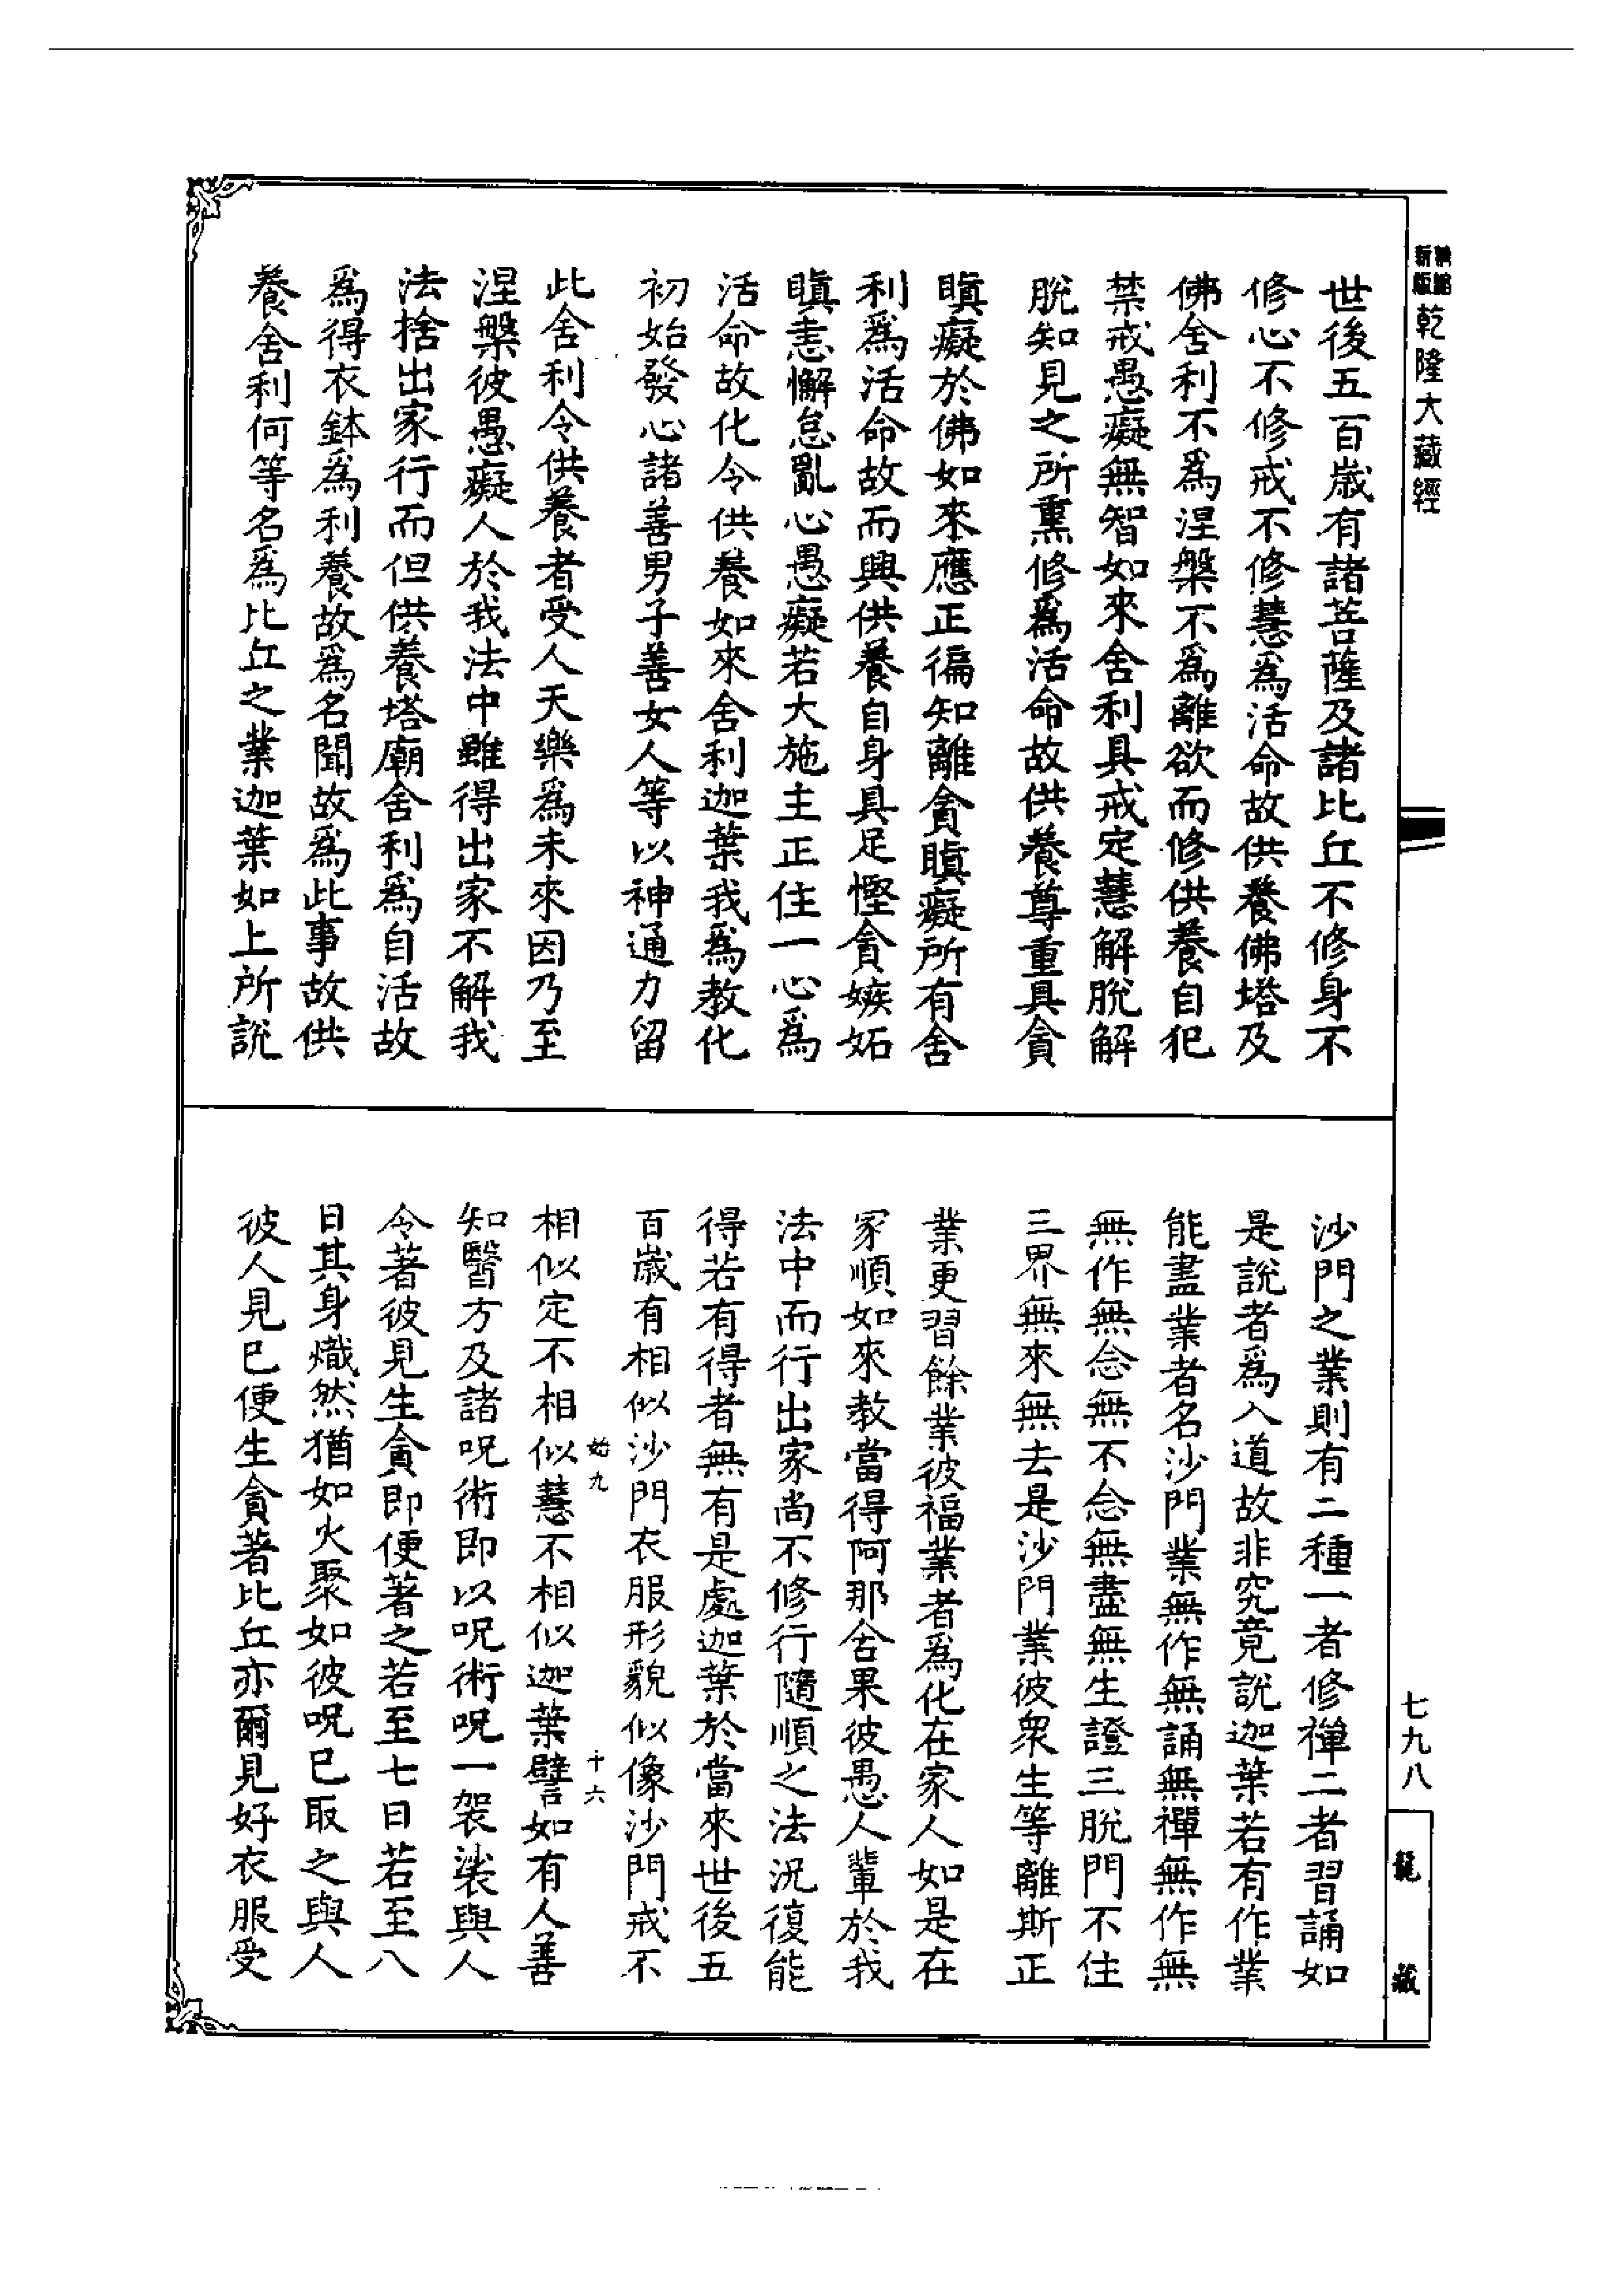 乾隆大藏經
世後五百歲有諸菩薩及諸比丘不修身不
修心不修戒不修慧爲活命故供養佛塔及
佛舍利不爲涅槃不爲離欲而修供養自犯
禁戒愚癡無智如來舍利具戒定慧解脫解
脫知見之所熏修爲活命故供養尊重具貪
瞋癡於佛如來應正徧知離貪瞋癡所有舍
利爲活命故而興供養自身具足慳貪嫉妬
瞋恚懈怠亂心愚癡若大施主正住一心爲
活命故化令供養如來舍利迦葉我爲教化
初始發心諸善男子善女人等以神通力留
此舍利令供養者受人天樂爲未來因乃至
涅槃彼愚癡人於我法中雖得出家不解我
法捨出家行而但供養塔廟舍利爲自活故
爲得衣鉢爲利養故爲名聞故爲此事故供
養舍利何等名爲比丘之業迦葉如上所說
沙門之業則有二種一者修禪二者習誦如
是說者爲入道故非究竟說迦葉若有作業
能盡業者名沙門業無作無誦無禪無作無
無作無念無不念無盡無生證三脫門不住
三界無來無去是沙門業彼衆生等離斯正
業更習餘業彼福業者爲化在家人如是在
家順如來教當得阿那含果彼愚人輩於我
法中而行出家尚不修行隨順之法況復能
得若有得者無有是處迦葉於當來世後五
百歲有相似沙門衣服形貌似像沙門戒不
始九
十六
相似定不相似慧不相似迦葉譬如有人善
知醫方及諸呪術即以呪術呪一袈裟與人
令著彼見生貪即便著之若至七日若至八
日其身熾然猶如火聚如彼呪已取之與人
彼人見已便生貪著比丘亦爾見好衣服受
七九八
龍藏